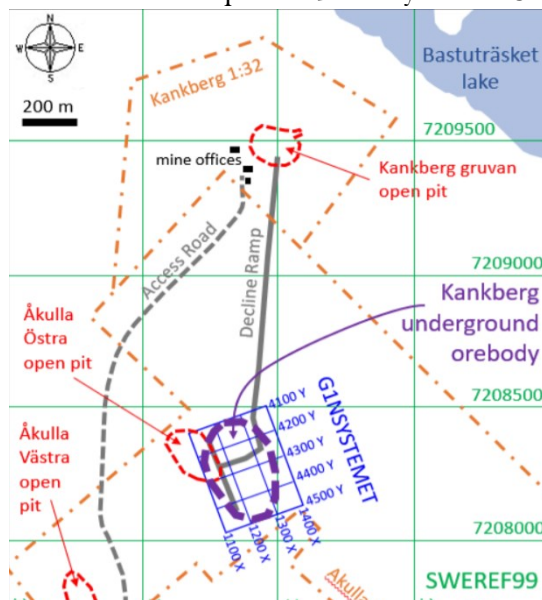 N
W
E
S
200 m
Kankberg 1:32
Bastuträsket
lake
7209500
mine offices
Kankberg gruvan
open pit
Access Road
Decline Ramp
7209000
Kankberg
underground
orebody
Åkulla
Östra
open pit
G1NSYSTEMET
4100 Y
4200 Y
4300 Y
4400 Y
4500 Y
7208500
Åkulla
Västra
open
pit
1100 X
1200 X
1300 X
1400 X
7208000
Åkulla
SWEREF99